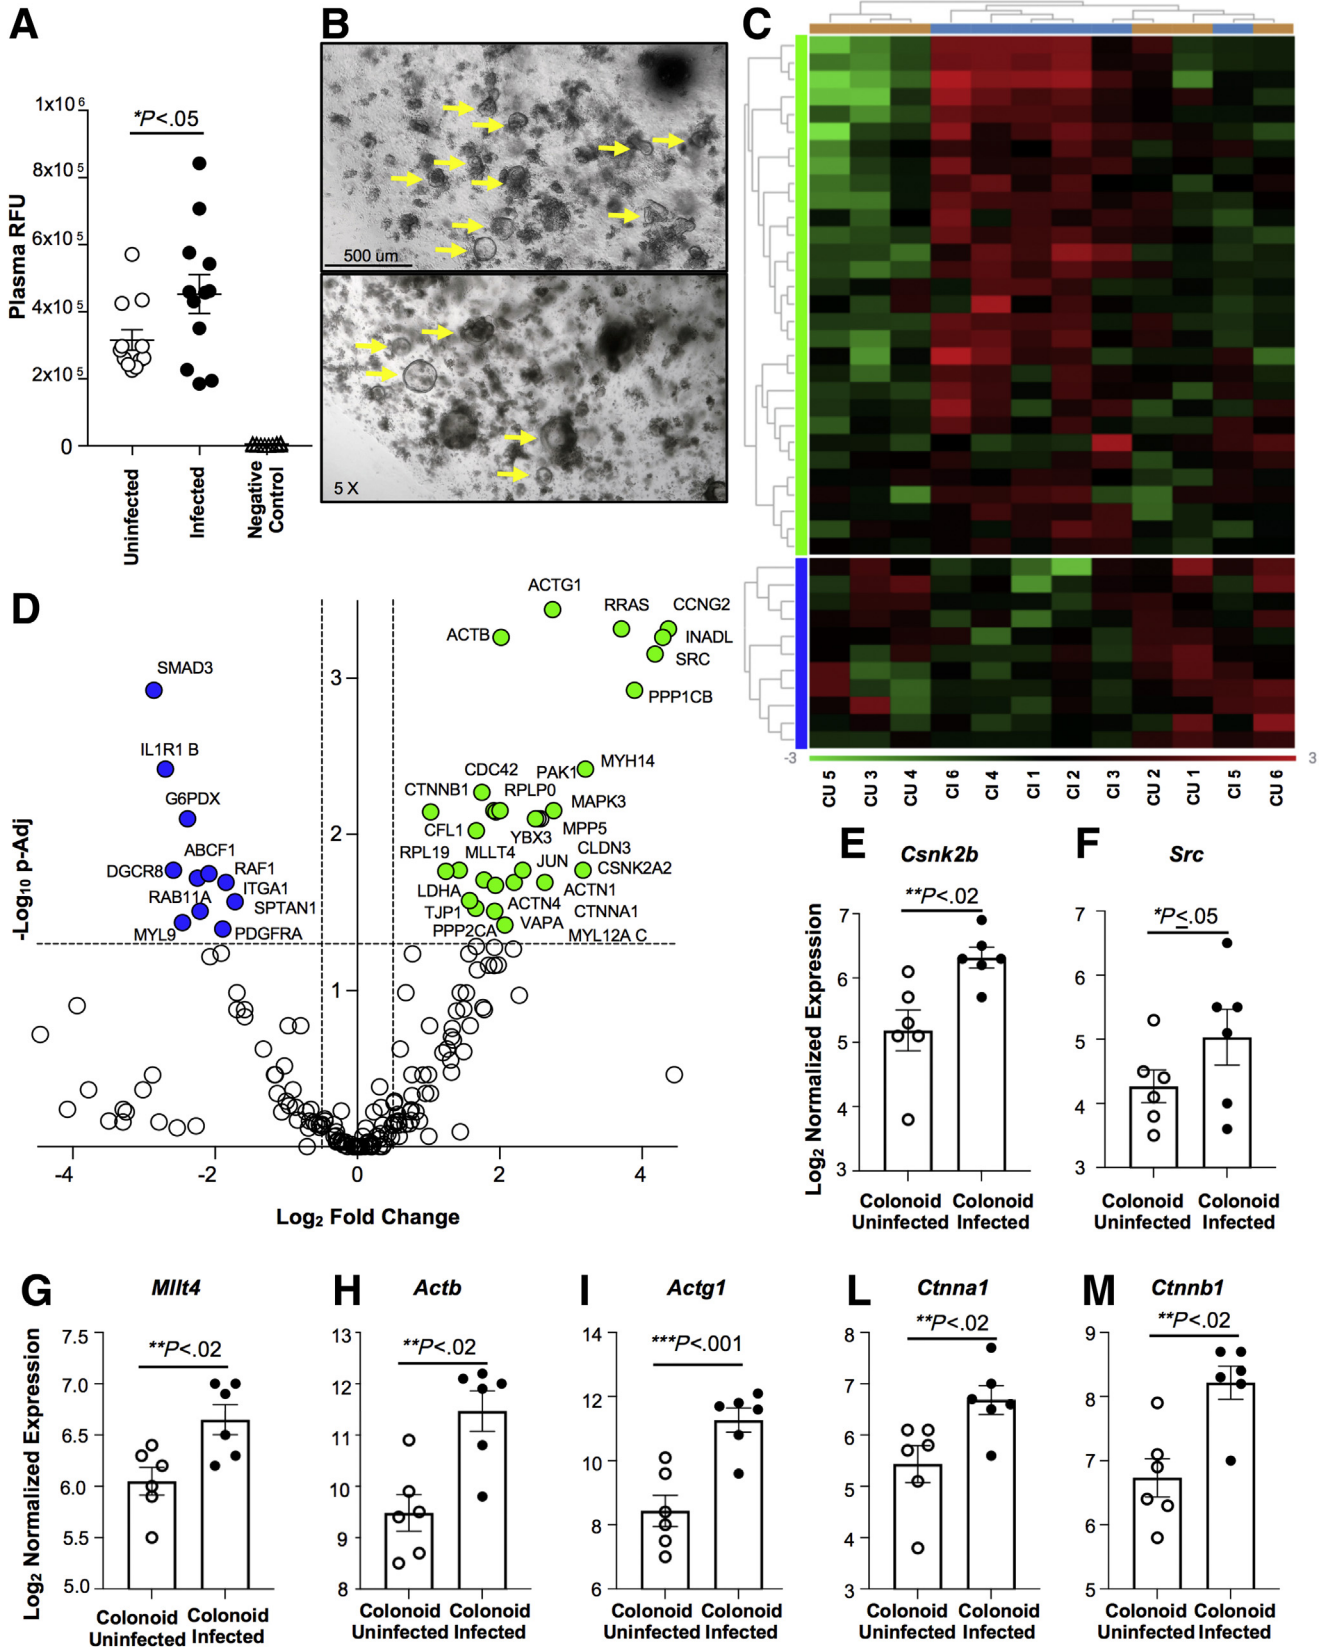 A
1x10 6
8x10 5
6x10 5
4x10 5
2x10 5
0
Plasma RFU
*P<.05
Uninfected
Infected
Negative
Control
B
500 um
5 X
C
-3
3
CU 5
CU 3
CU 4
CI 6
CI 4
CI 1
CI 2
CI 3
CU 2
CU 1
CI 5
CU 6
D
ACTG1
RRAS
CCNG2
ACTB
INADL
SRC
SMAD3
PPP1CB
IL1R1 B
MYH14
CDC42
PAK1
CTNNB1
RPLP0
G6PDX
MAPK3
CFL1
YBX3
MPP5
ABCF1
RPL19
MLLT4
JUN
CLDN3
DGCR8
RAF1
CSNK2A2
RAB11A
ITGA1
LDHA
ACTN1
SPTAN1
TJP1
ACTN4
CTNNA1
MYL9
PDGFRA
PPP2CA
VAPA
MYL12A C
3
2
1
-Log10 p-Adj
-4
-2
0
2
4
Log2 Fold Change
E
Csnk2b
**P<.02
7
6
5
4
3
Log2 Normalized Expression
Colonoid
Uninfected
Colonoid
Infected
F
Src
*P≤.05
7
6
5
4
3
Colonoid
Uninfected
Colonoid
Infected
G
Mllt4
**P<.02
7.5
7.0
6.5
6.0
5.5
5.0
Log2 Normalized Expression
Colonoid
Uninfected
Colonoid
Infected
H
Actb
**P<.02
13
12
11
10
9
8
Colonoid
Uninfected
Colonoid
Infected
I
Actg1
***P<.001
14
12
10
8
6
Colonoid
Uninfected
Colonoid
Infected
L
Ctnna1
**P<.02
8
7
6
5
4
3
Colonoid
Uninfected
Colonoid
Infected
M
Ctnnb1
**P<.02
9
8
7
6
5
Colonoid
Uninfected
Colonoid
Infected